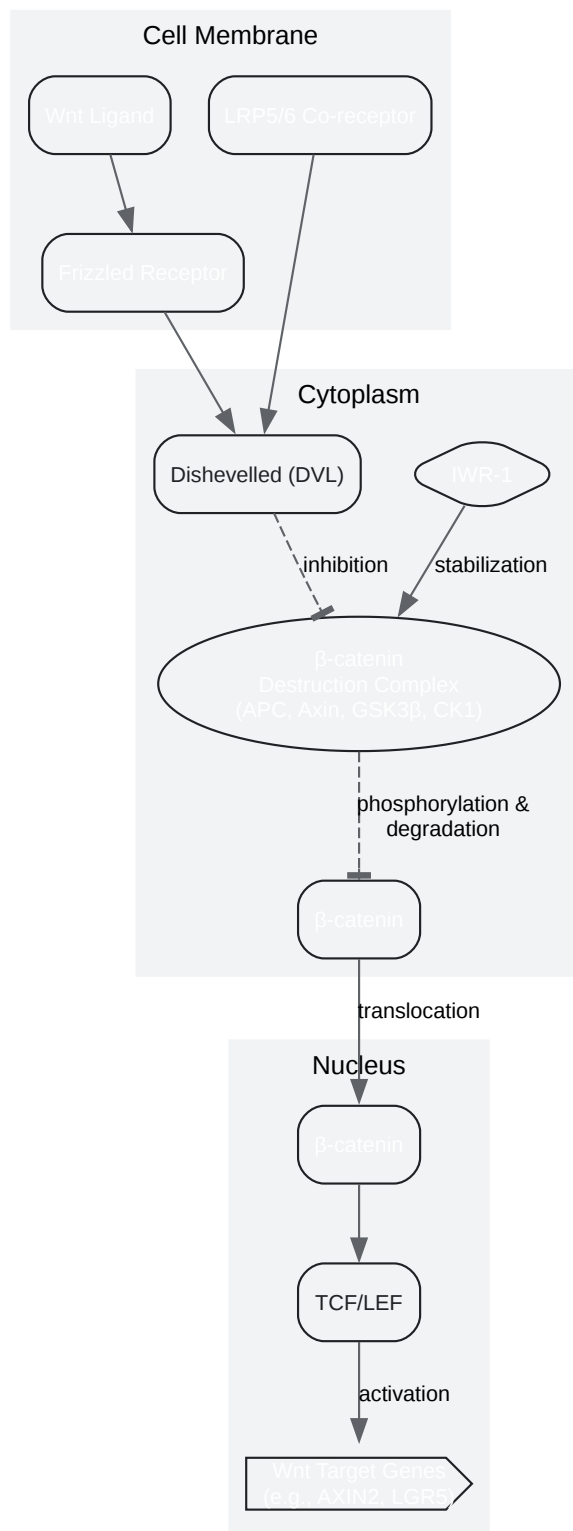 Cell Membrane
Wnt Ligand
LRP5/6 Co-receptor
Frizzled Receptor
Cytoplasm
Dishevelled (DVL)
IWR-1
inhibition
stabilization
β-catenin
Destruction Complex
(APC, Axin, GSK3β, CK1)
phosphorylation &
degradation
β-catenin
translocation
Nucleus
β-catenin
TCF/LEF
activation
Wnt Target Genes
(e.g., AXIN2, LGR5)